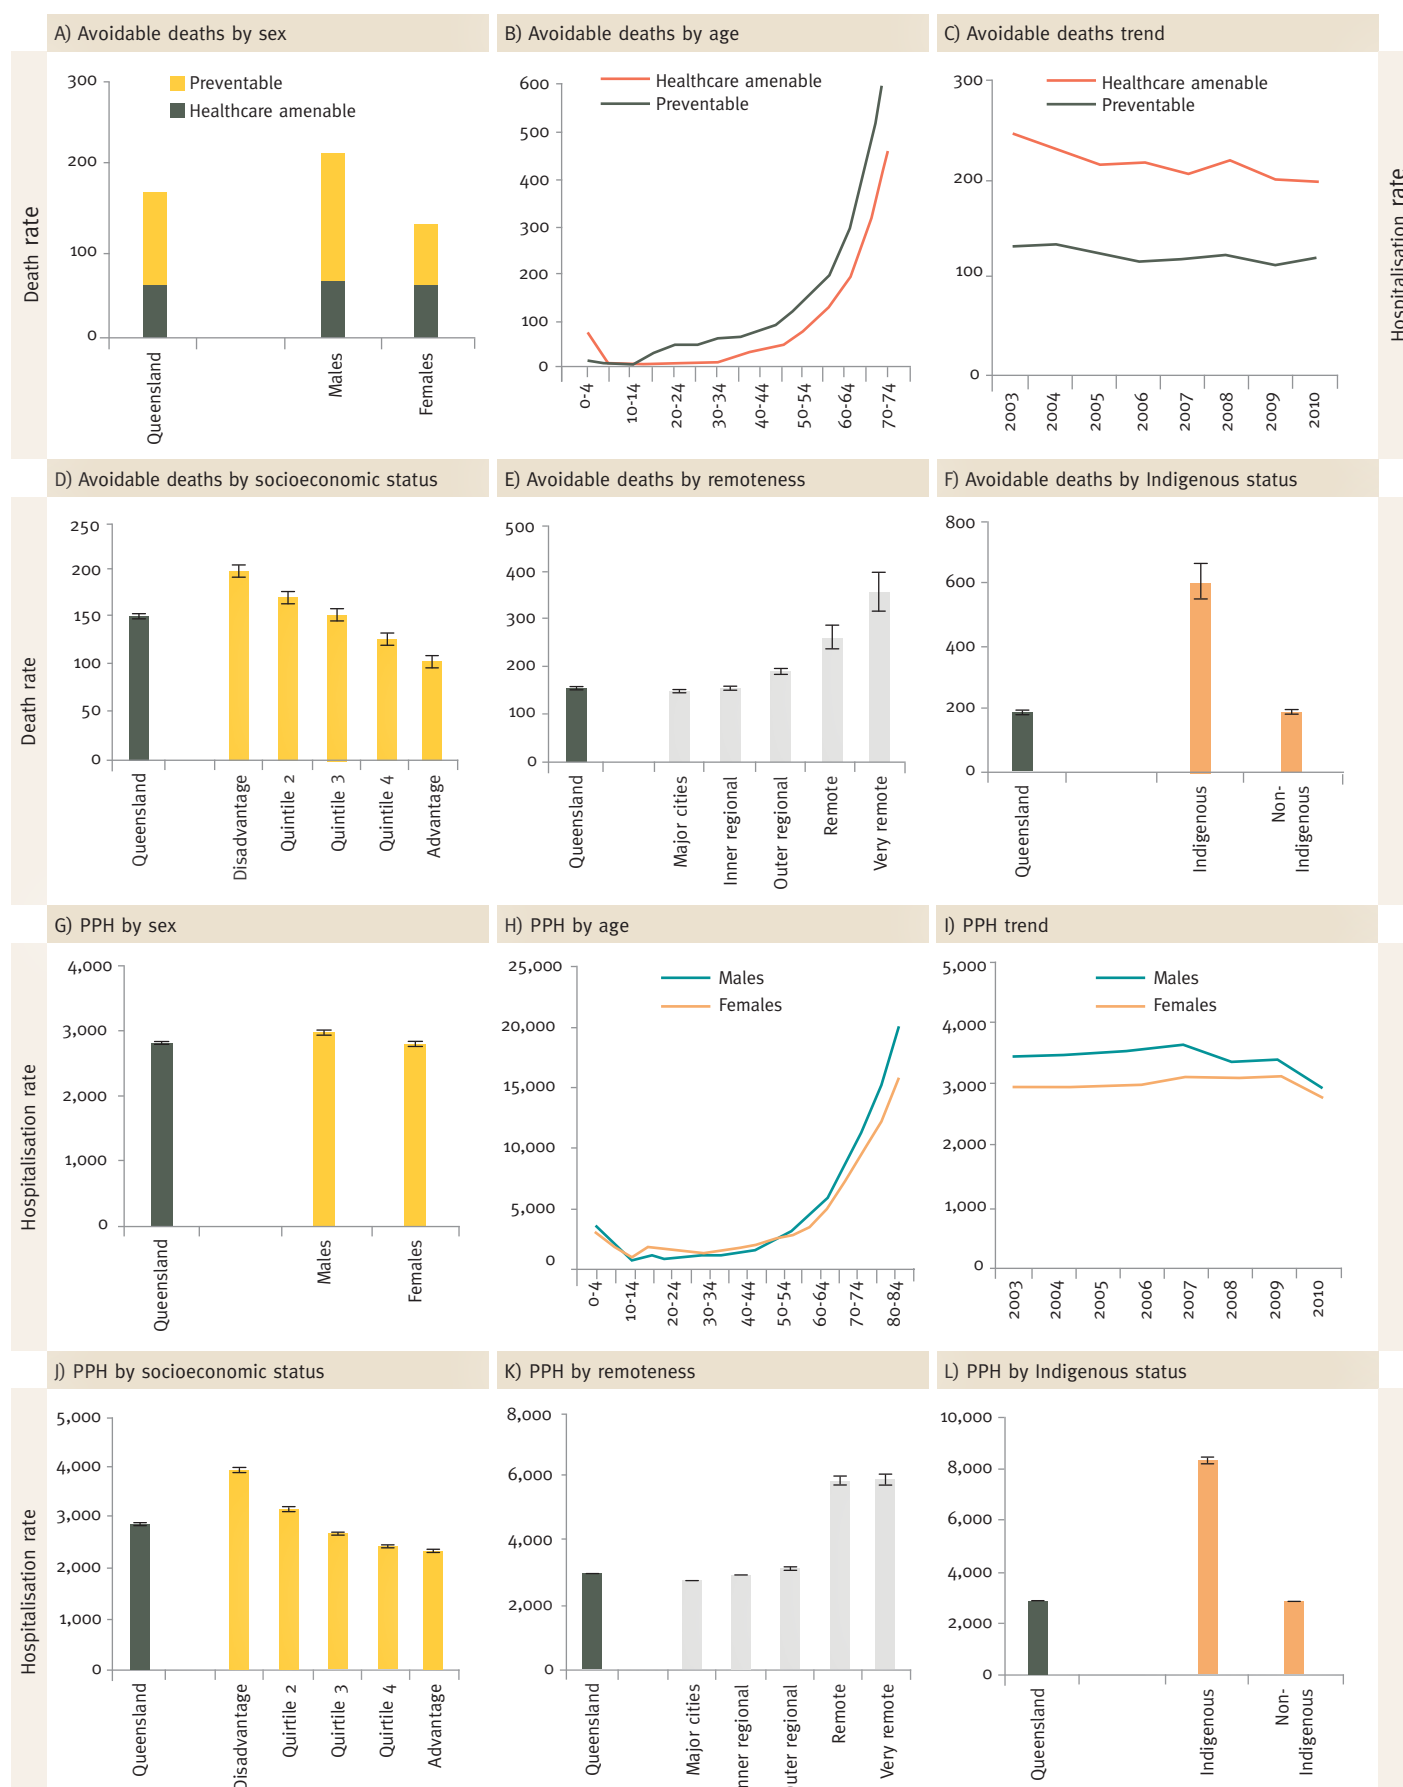 A) Avoidable deaths by sex
B) Avoidable deaths by age
C) Avoidable deaths trend
Death rate
300
200
100
0
Preventable
Healthcare amenable
Queensland
Males
Females
600
500
400
300
200
100
0
Healthcare amenable
Preventable
0-4
10-14
20-24
30-34
40-44
50-54
60-64
70-74
300
200
100
0
Healthcare amenable
Preventable
2003
2004
2005
2006
2007
2008
2009
2010
Hospitalisation rate
D) Avoidable deaths by socioeconomic status
E) Avoidable deaths by remoteness
F) Avoidable deaths by Indigenous status
Death rate
250
200
150
100
50
0
Queensland
Disadvantage
Quintile 2
Quintile 3
Quintile 4
Advantage
500
400
300
200
100
0
Queensland
Major cities
Inner regional
Outer regional
Remote
Very remote
800
600
400
200
0
Queensland
Indigenous
Non-
Indigenous
G) PPH by sex
H) PPH by age
I) PPH trend
Hospitalisation rate
4,000
3,000
2,000
1,000
0
Queensland
Males
Females
25,000
20,000
15,000
10,000
5,000
0
Males
Females
0-4
10-14
20-24
30-34
40-44
50-54
60-64
70-74
80-84
5,000
4,000
3,000
2,000
1,000
0
Males
Females
2003
2004
2005
2006
2007
2008
2009
2010
J) PPH by socioeconomic status
K) PPH by remoteness
L) PPH by Indigenous status
Hospitalisation rate
5,000
4,000
3,000
2,000
1,000
0
Queensland
Disadvantage
Quirtile 2
Quirtile 3
Quirtile 4
Advantage
8,000
6,000
4,000
2,000
0
Queensland
Major cities
nner regional
uter regional
Remote
Very remote
10,000
8,000
6,000
4,000
2,000
0
Queensland
Indigenous
Non-
Indigenous